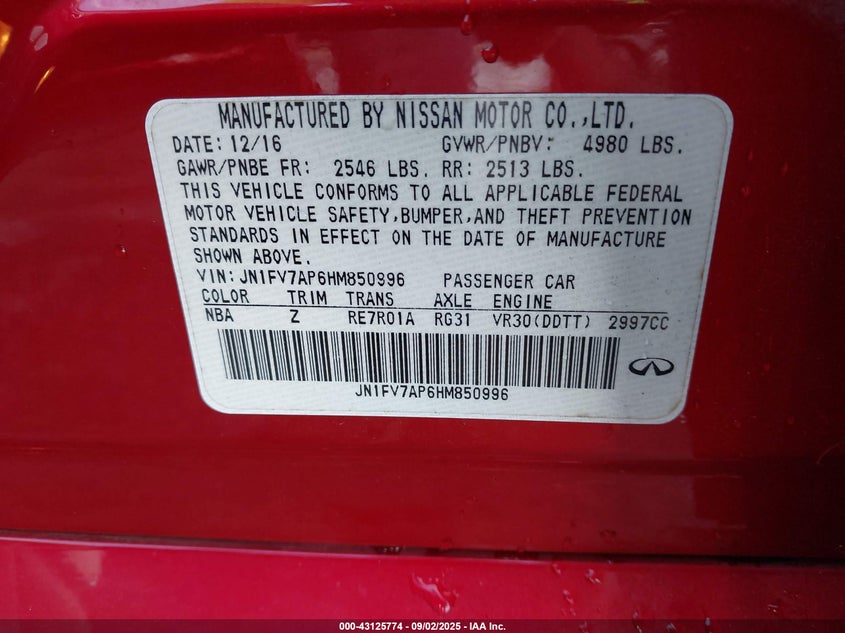 MANUFACTURED BY NISSAN MOTOR CO.,LTD.
DATE: 12/16 GVWR/PNBV: 4980 LBS.
GAWR/PNBE FR: 2546 LBS. RR: 2513 LBS.
THIS VEHICLE CONFORMS TO ALL APPLICABLE FEDERAL
MOTOR VEHICLE SAFETY,BUMPER,AND THEFT PREVENTION
STANDARDS IN EFFECT ON THE DATE OF MANUFACTURE
SHOWN ABOVE.
VIN:JN1FV7AP6HM850996 PASSENGER CAR
COLOR TRIM TRANS AXLE ENGINE
NBA Z RE7R01A RG31 VR30(DDTT) 2997CC
JN1FV7AP6HM850996
000-43125774 - 09/02/2025 - IAA Inc.